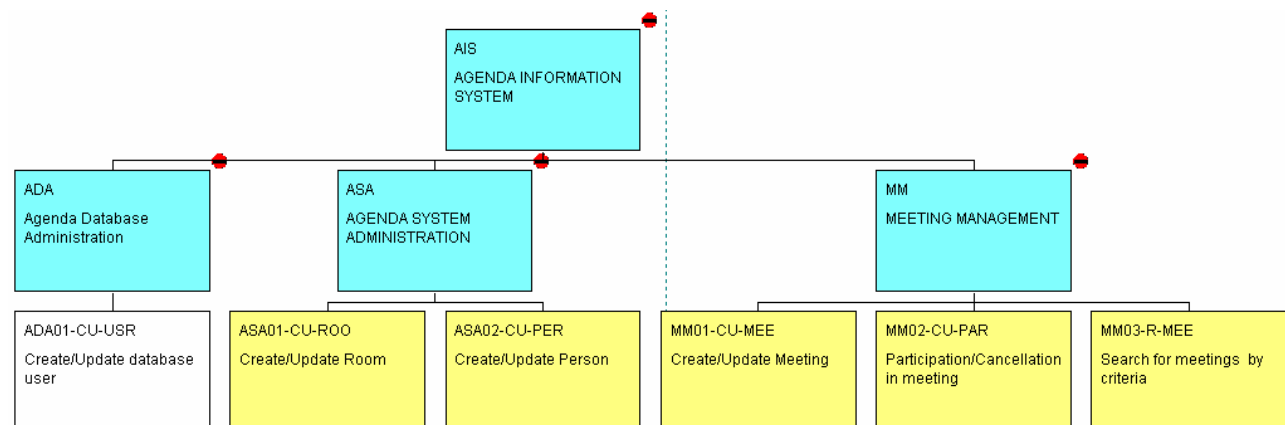 AIS
AGENDA INFORMATION
SYSTEM
ADA
Agenda Database
Administration
ASA
AGENDA SYSTEM
ADMINISTRATION
MM
MEETING MANAGEMENT
ADA01-CU-USR
Create/Update database
user
ASA01-CU-ROO
Create/Update Room
ASA02-CU-PER
Create/Update Person
MM01-CU-MEE
Create/Update Meeting
MM02-CU-PAR
Participation/Cancellation
in meeting
MM03-R-MEE
Search for meetings by
criteria